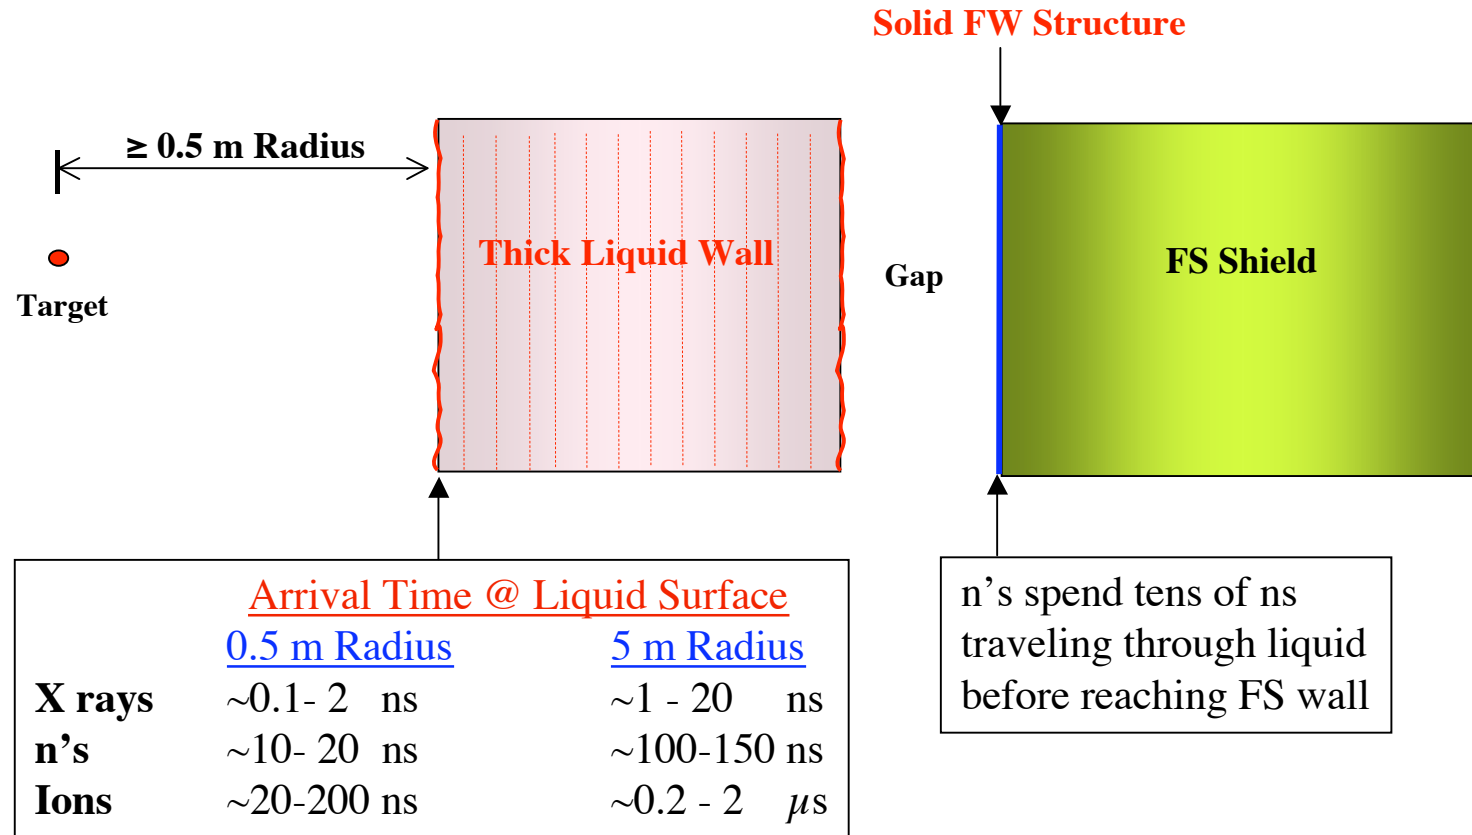 Solid FW Structure
≥ 0.5 m Radius
Thick Liquid Wall
Gap
FS Shield
Target
Arrival Time @ Liquid Surface
0.5 m Radius 5 m Radius
X rays ~0.1- 2 ns ~1 - 20 ns
n's ~10- 20 ns ~100-150 ns
Ions ~20-200 ns ~0.2 - 2 µs
n's spend tens of ns
traveling through liquid
before reaching FS wall